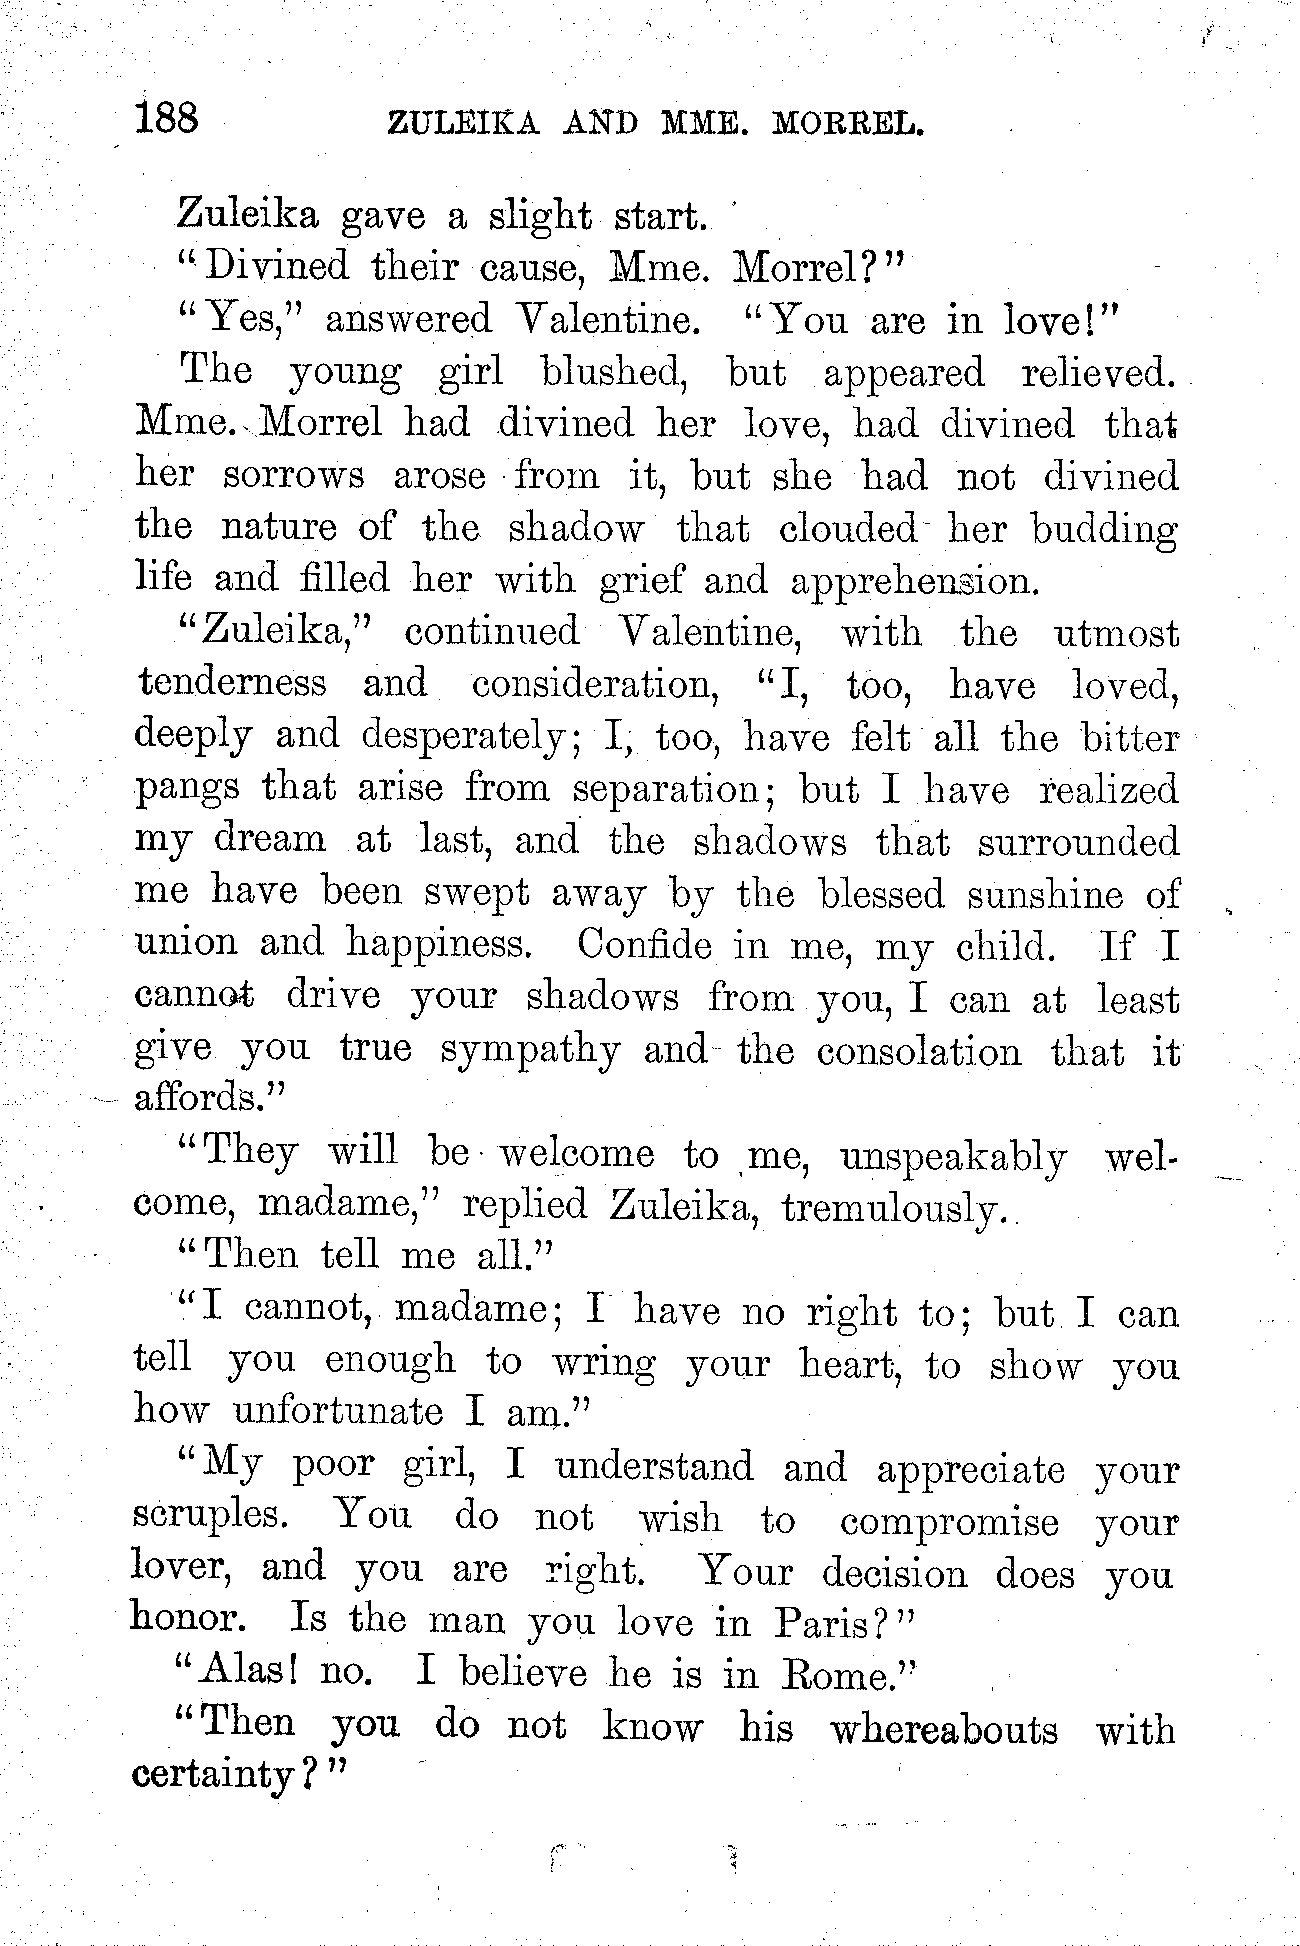 188 ZULEIKA AND MME. MORREL.
Zuleika gave a slight start.
"Divined their cause, Mme. Morrel?"
"Yes," answered Valentine. "You are in love!"
The young girl blushed, but appeared relieved.
Mme. Morrel had divined her love, had divined that
her sorrows arose from it, but she had not divined
the nature of the shadow that clouded her budding
life and filled her with grief and apprehension.
"Zuleika," continued Valentine, with the utmost
tenderness and consideration, "I, too, have loved,
deeply and desperately; I, too, have felt all the bitter
pangs that arise from separation; but I have realized
my dream at last, and the shadows that surrounded
me have been swept away by the blessed sunshine of
union and happiness. Confide in me, my child. If I
cannot drive your shadows from you, I can at least
give you true sympathy and the consolation that it
affords."
"They will be welcome to me, unspeakably wel-
come, madame," replied Zuleika, tremulously.
"Then tell me all."
"I cannot, madame; I have no right to; but I can
tell you enough to wring your heart, to show you
how unfortunate I am."
"My poor girl, I understand and appreciate your
scruples. You do not wish to compromise your
lover, and you are right. Your decision does you
honor. Is the man you love in Paris?"
"Alas! no. I believe he is in Rome."
"Then you do not know his whereabouts with
certainty?"